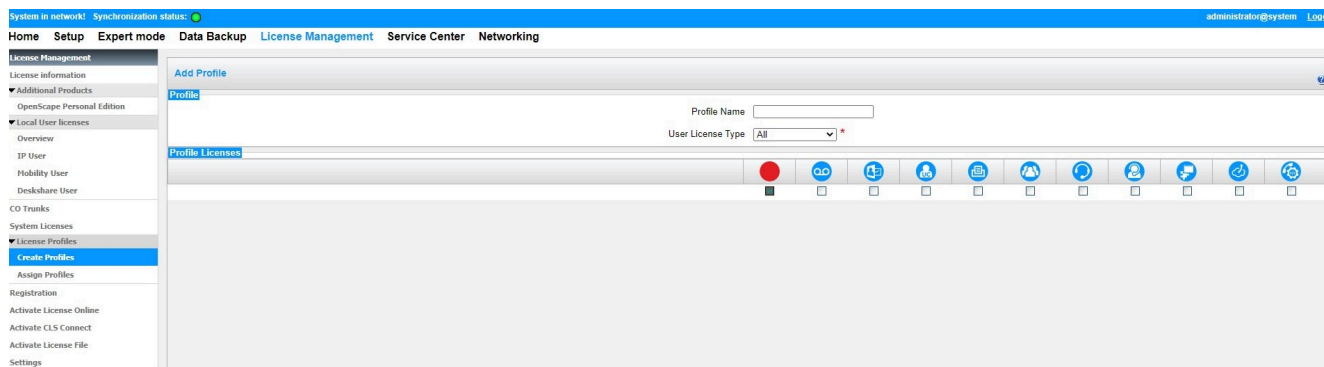 System in network! Synchronization status:
administrator@system
Home Setup Expert mode Data Backup License Management Service Center Networking
License Management
License information
Additional Products
OpenScape Personal Edition
Local User licenses
Overview
IP User
Mobility User
Deskshare User
CO Trunks
System Licenses
License Profiles
Create Profiles
Assign Profiles
Registration
Activate License Online
Activate CLS Connect
Activate License File
Settings
Add Profile
Profile
Profile Name
User License Type All *
Profile Licenses
UC